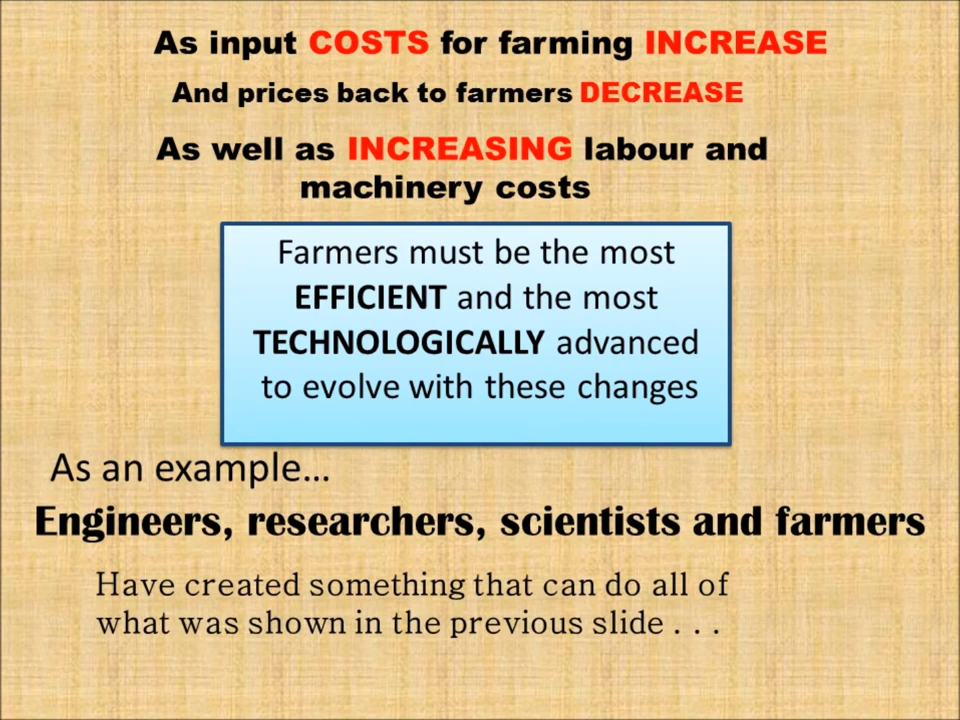 As input COSTS for farming INCREASE
And prices back to farmers DECREASE
As well as INCREASING labour and
machinery costs
Farmers must be the most
EFFICIENT and the most
TECHNOLOGICALLY advanced
to evolve with these changes
As an example...
Engineers, researchers, scientists and farmers
Have created something that can do all of
what was shown in the previous slide . . .